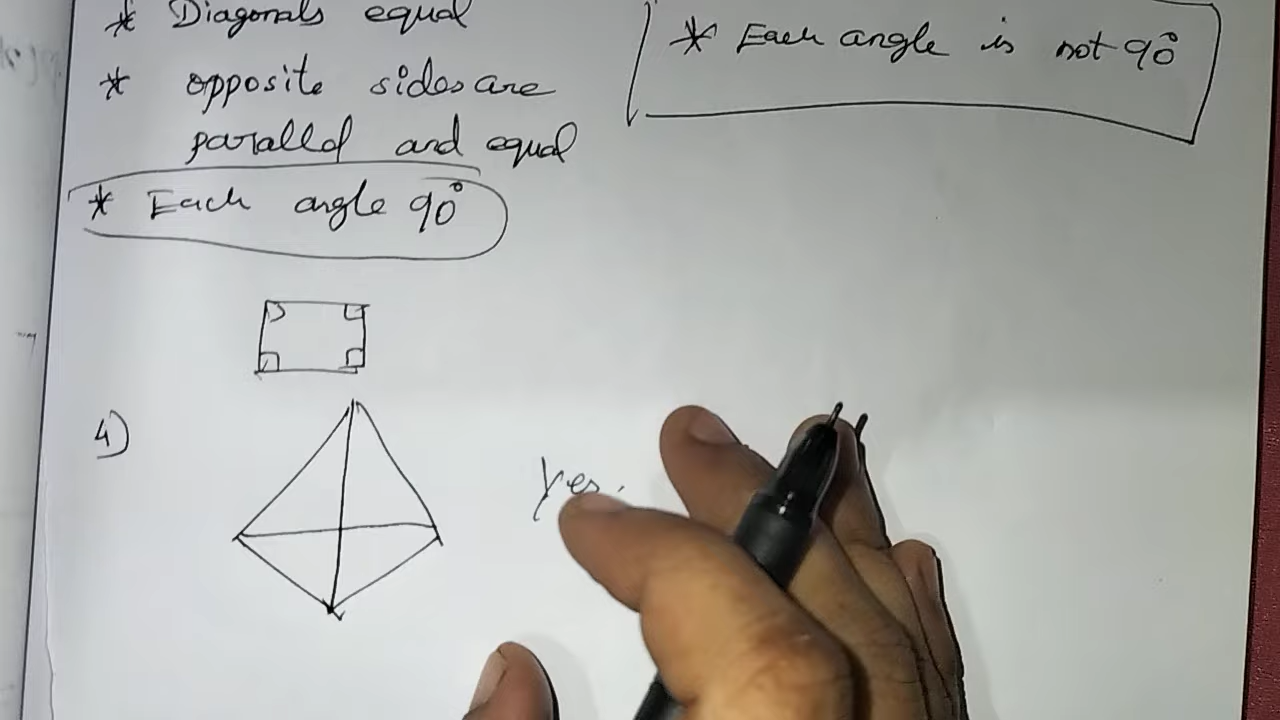 * Diagonals equal
* opposite sides are
parallel and equal
* Each angle 90°
* Each angle is not 90°
4)
Yes.